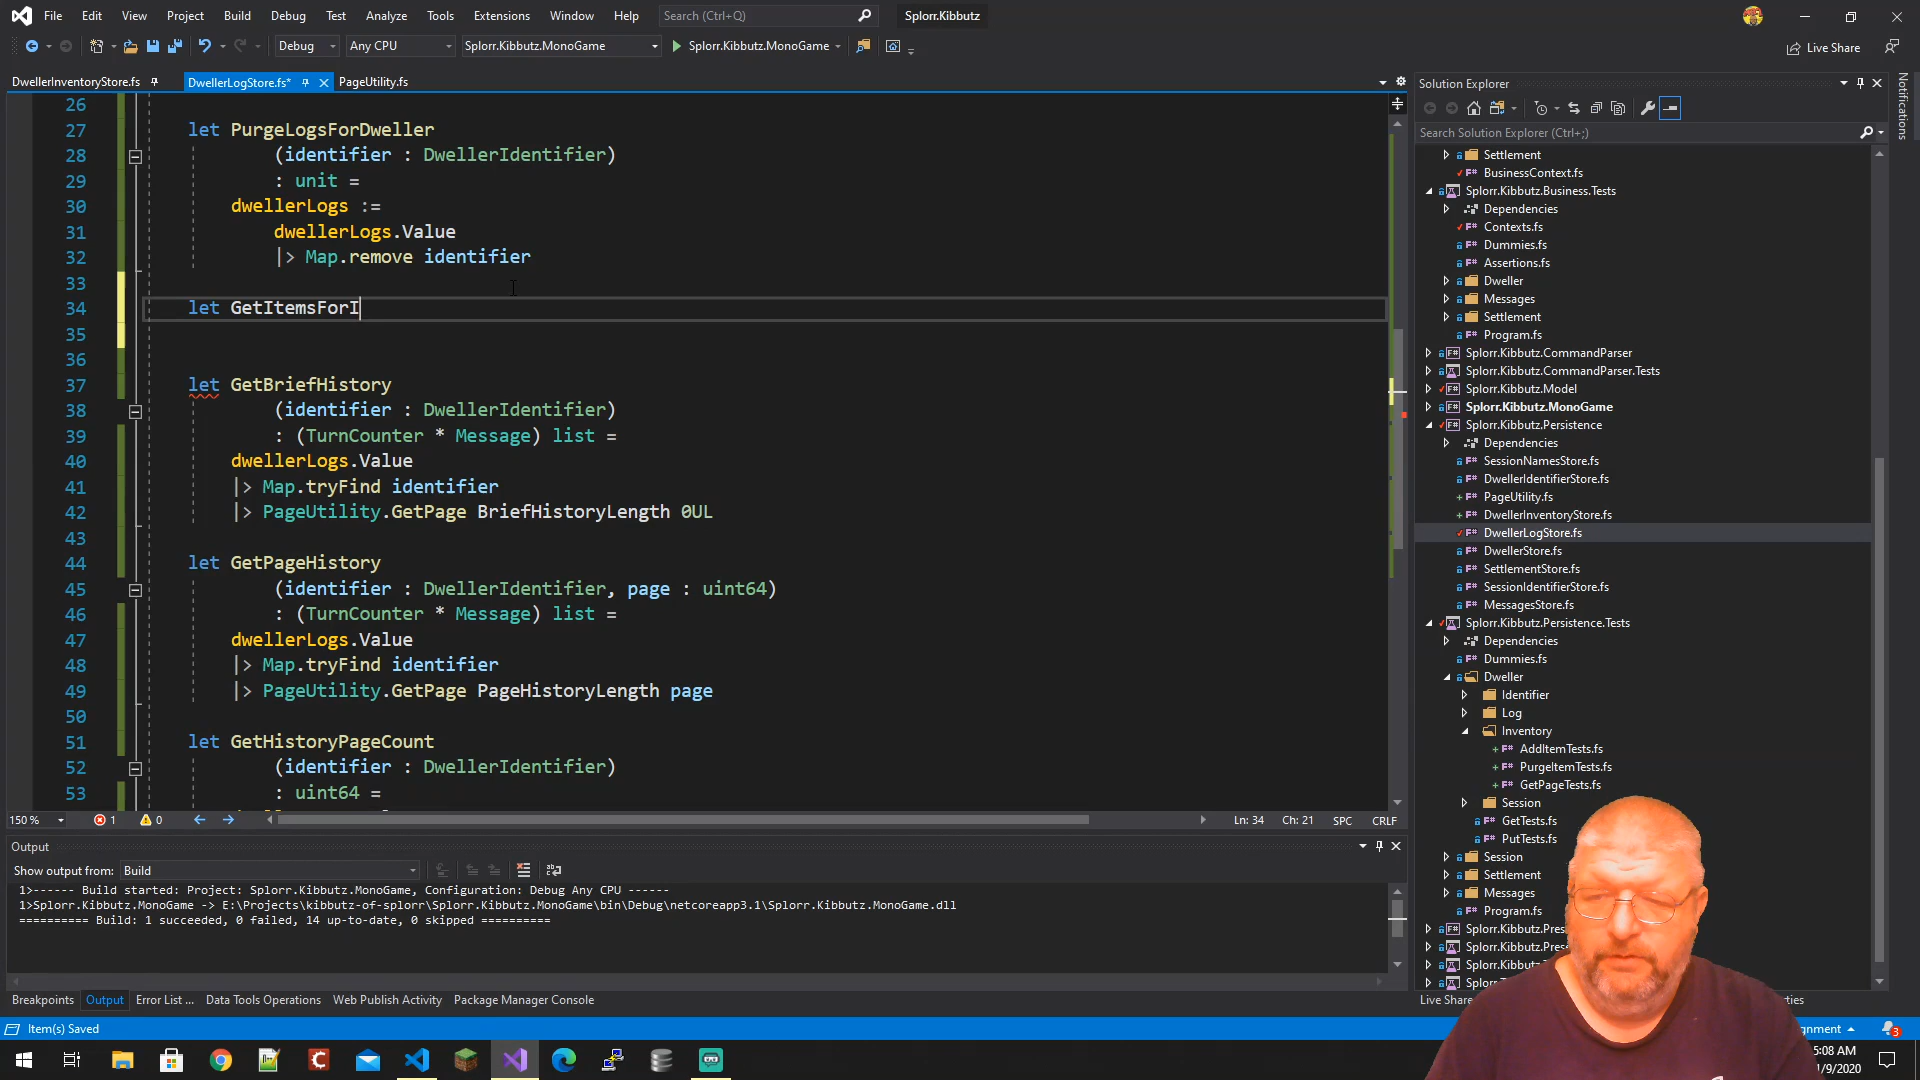 File Edit View Project Build Debug Test Analyze Tools Extensions Window Help Search (Ctrl+Q) Splorr.Kibbutz
Debug Any CPU Splorr.Kibbutz.MonoGame Splorr.Kibbutz.MonoGame Live Share
DwellerInventoryStore.fs DwellerLogStore.fs* PageUtility.fs
26
27 let PurgeLogsForDweller
28 (identifier : DwellerIdentifier)
29 : unit =
30 dwellerLogs :=
31 dwellerLogs.Value
32 |> Map.remove identifier
33
34 let GetItemsForI
35
36
37 let GetBriefHistory
38 (identifier : DwellerIdentifier)
39 : (TurnCounter * Message) list =
40 dwellerLogs.Value
41 |> Map.tryFind identifier
42 |> PageUtility.GetPage BriefHistoryLength 0UL
43
44 let GetPageHistory
45 (identifier : DwellerIdentifier, page : uint64)
46 : (TurnCounter * Message) list =
47 dwellerLogs.Value
48 |> Map.tryFind identifier
49 |> PageUtility.GetPage PageHistoryLength page
50
51 let GetHistoryPageCount
52 (identifier : DwellerIdentifier)
53 : uint64 =
150 % 1 0 Ln: 34 Ch: 21 SPC CRLF
Output
Show output from: Build
1>------ Build started: Project: Splorr.Kibbutz.MonoGame, Configuration: Debug Any CPU ------
1>Splorr.Kibbutz.MonoGame -> E:\Projects\kibbutz-of-splorr\Splorr.Kibbutz.MonoGame\bin\Debug\netcoreapp3.1\Splorr.Kibbutz.MonoGame.dll
========== Build: 1 succeeded, 0 failed, 14 up-to-date, 0 skipped ==========
Breakpoints Output Error List ... Data Tools Operations Web Publish Activity Package Manager Console
Item(s) Saved
Solution Explorer
Search Solution Explorer (Ctrl+;)
Settlement
F# BusinessContext.fs
Splorr.Kibbutz.Business.Tests
Dependencies
F# Contexts.fs
F# Dummies.fs
F# Assertions.fs
Dweller
Messages
Settlement
F# Program.fs
F# Splorr.Kibbutz.CommandParser
Splorr.Kibbutz.CommandParser.Tests
F# Splorr.Kibbutz.Model
F# Splorr.Kibbutz.MonoGame
F# Splorr.Kibbutz.Persistence
Dependencies
F# SessionNamesStore.fs
F# DwellerIdentifierStore.fs
F# PageUtility.fs
F# DwellerInventoryStore.fs
F# DwellerLogStore.fs
F# DwellerStore.fs
F# SettlementStore.fs
F# SessionIdentifierStore.fs
F# MessagesStore.fs
Splorr.Kibbutz.Persistence.Tests
Dependencies
F# Dummies.fs
Dweller
Identifier
Log
Inventory
F# AddItemTests.fs
F# PurgeItemTests.fs
F# GetPageTests.fs
Session
F# GetTests.fs
F# PutTests.fs
Session
Settlement
Messages
F# Program.fs
F# Splorr.Kibbutz.Pres
Splorr.Kibbutz.Pres
Splorr.Kibbutz.
Live Share
Notifications
3